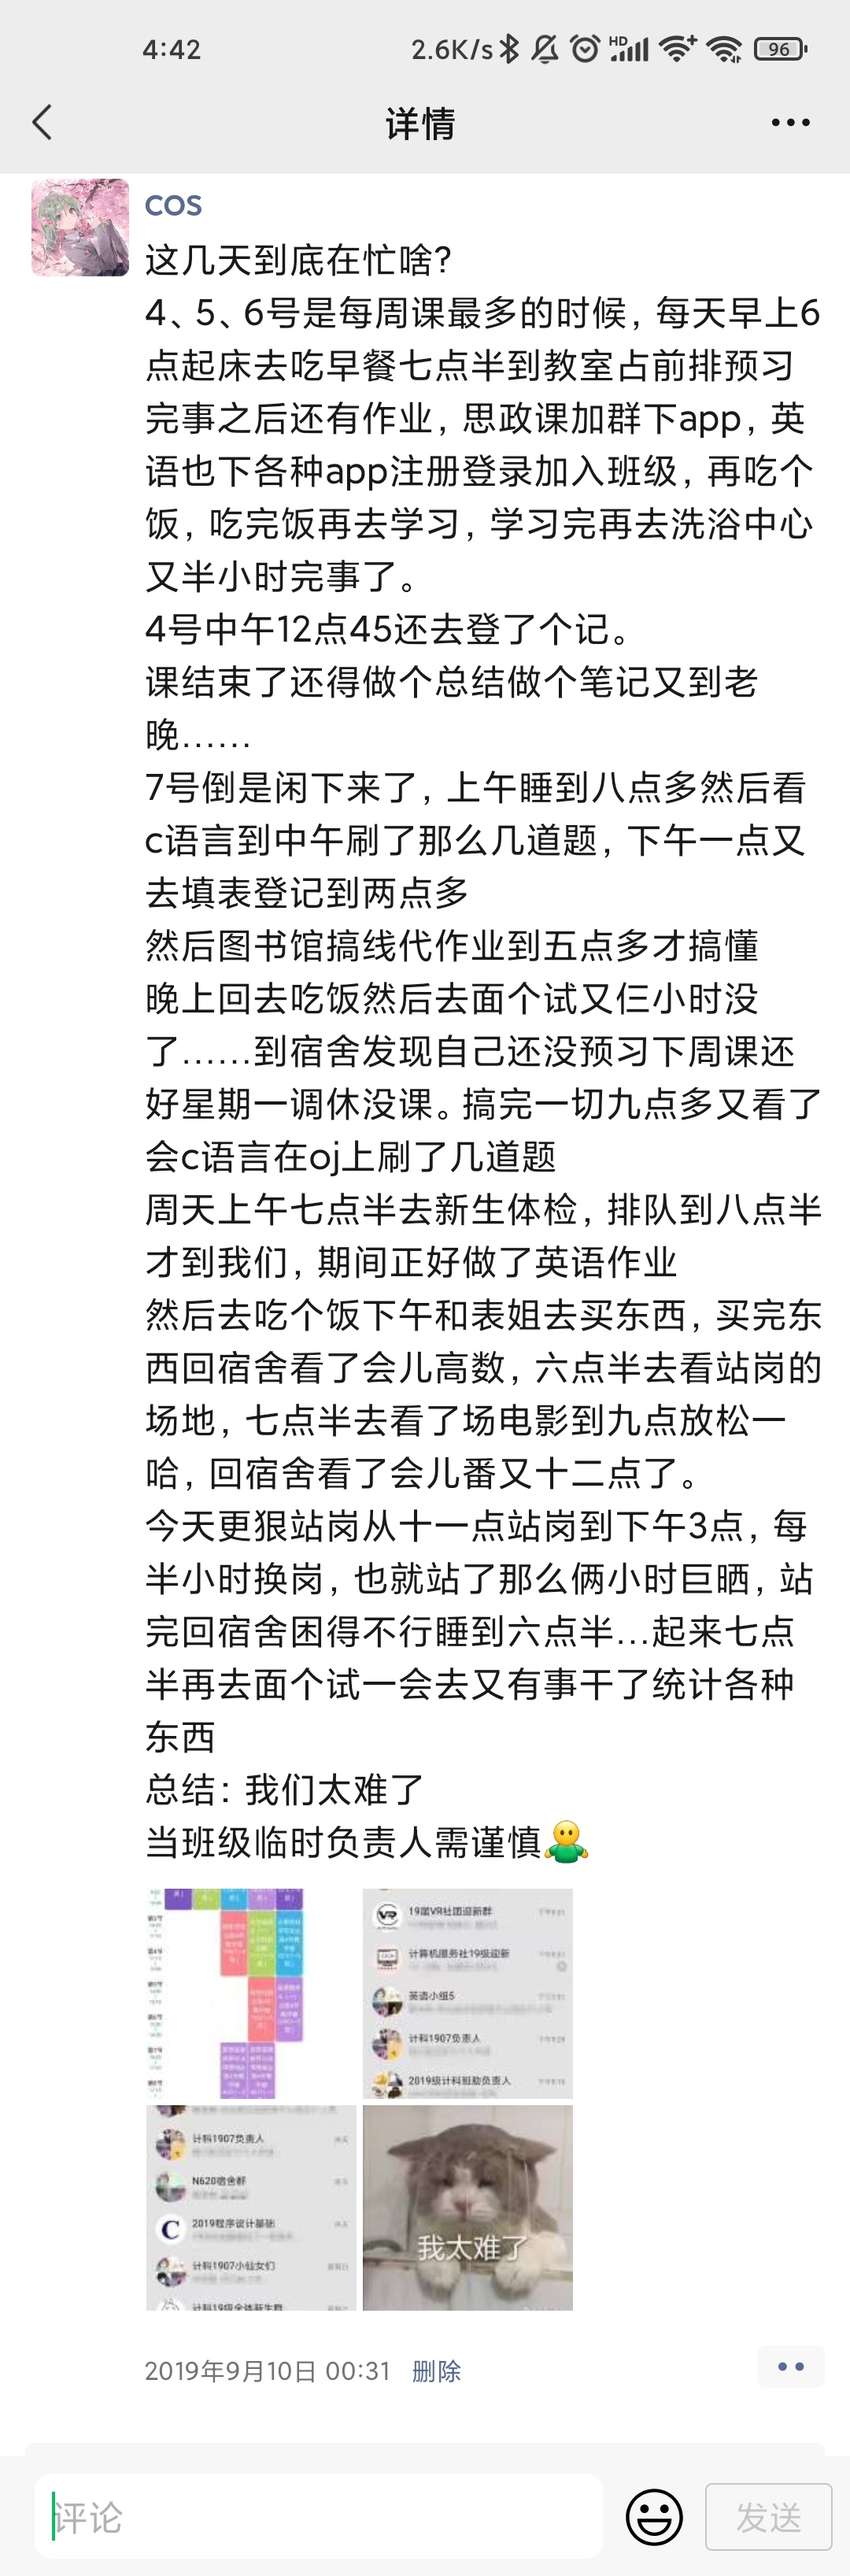 4:42
2.6K/s
HD
96
详情
COS
这几天到底在忙啥?
4、5、6号是每周课最多的时候,每天早上6
点起床去吃早餐七点半到教室占前排预习
完事之后还有作业,思政课加群下app,英
语也下各种app注册登录加入班级,再吃个
饭,吃完饭再去学习,学习完再去洗浴中心
又半小时完事了。
4号中午12点45还去登了个记。
课结束了还得做个总结做个笔记又到老
晚……
7号倒是闲下来了,上午睡到八点多然后看
c语言到中午刷了那么几道题,下午一点又
去填表登记到两点多
然后图书馆搞线代作业到五点多才搞懂
晚上回去吃饭然后去面个试又仨小时没
了……到宿舍发现自己还没预习下周课还
好星期一调休没课。搞完一切九点多又看了
会c语言在oj上刷了几道题
周天上午七点半去新生体检,排队到八点半
才到我们,期间正好做了英语作业
然后去吃个饭下午和表姐去买东西,买完东
西回宿舍看了会儿高数,六点半去看站岗的
场地,七点半去看了场电影到九点放松一
哈,回宿舍看了会儿番又十二点了。
今天更狠站岗从十一点站岗到下午3点,每
半小时换岗,也就站了那么俩小时巨晒,站
完回宿舍困得不行睡到六点半...起来七点
半再去面个试一会去又有事干了统计各种
东西
总结:我们太难了
当班级临时负责人需谨慎
19届VR社团迎新群
计算机服务社19级迎新
英语小组5
计科1907负责人
2019级计科班助负责人
计科1907负责人
N620宿舍群
2019程序设计基础
计科1907小仙女们
计科19级全体新生群
我太难了
2019年9月10日 00:31 删除
评论
发送